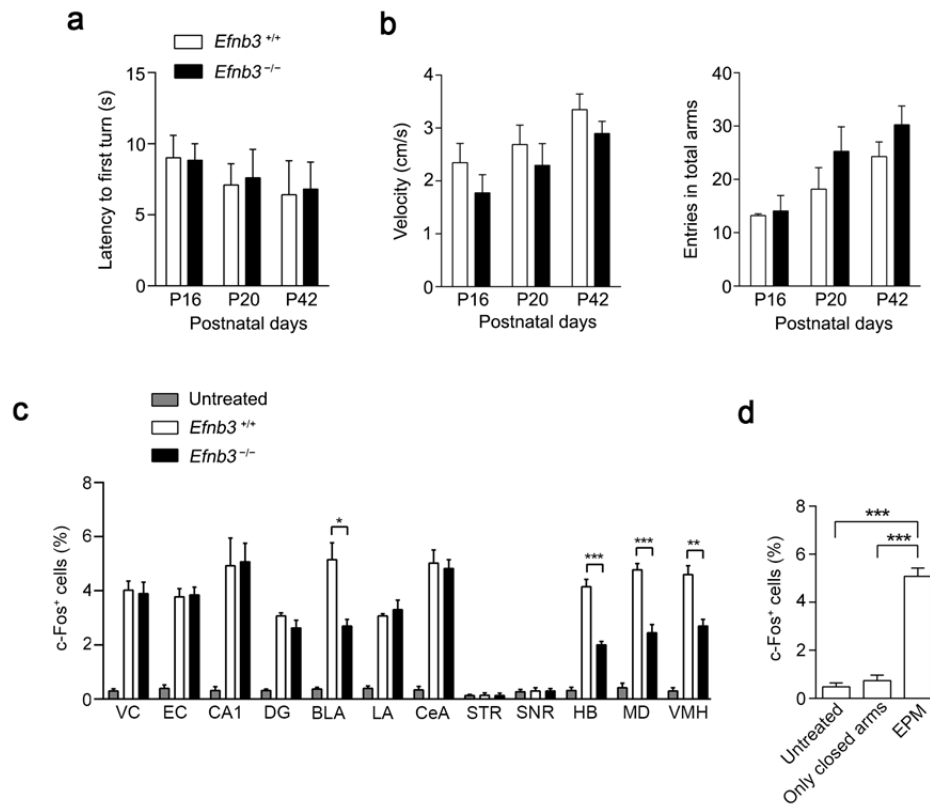 a
Efnb3 +/+
Efnb3 −/−
Latency to first turn (s)
15
10
5
0
P16 P20 P42
Postnatal days
b
Velocity (cm/s)
4
3
2
1
0
P16 P20 P42
Postnatal days
Entries in total arms
40
30
20
10
0
P16 P20 P42
Postnatal days
c
Untreated
Efnb3 +/+
Efnb3 −/−
c-Fos+ cells (%)
8
6
4
2
0
* *** *** **
VC EC CA1 DG BLA LA CeA STR SNR HB MD VMH
d
c-Fos+ cells (%)
8
6
4
2
0
***
***
Untreated
Only closed arms
EPM